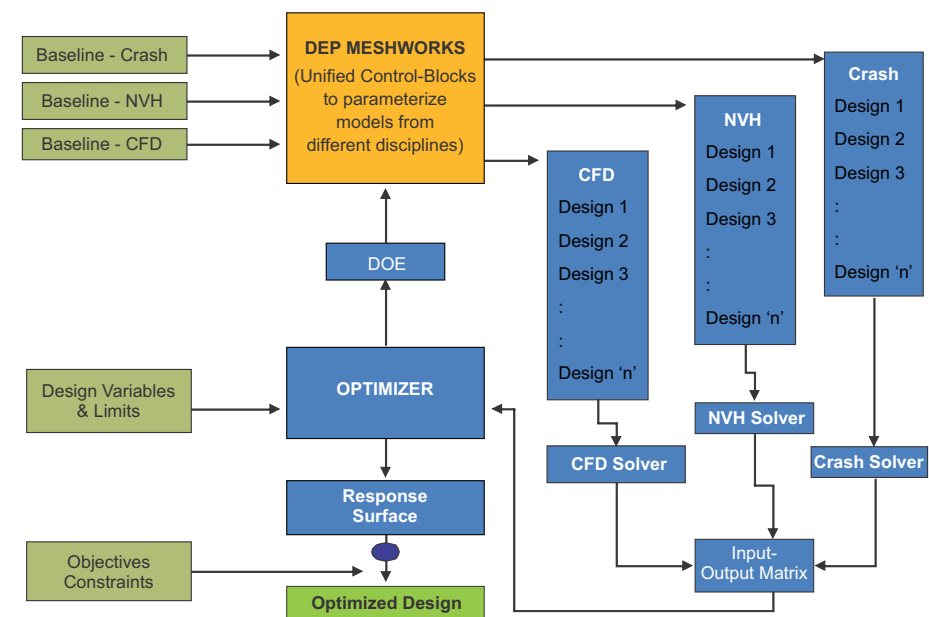 Baseline - Crash
Baseline - NVH
Baseline - CFD
DEP MESHWORKS
(Unified Control-Blocks
to parameterize
models from
different disciplines)
DOE
Design Variables
& Limits
OPTIMIZER
Response
Surface
Objectives
Constraints
Optimized Design
CFD
Design 1
Design 2
Design 3
:
:
Design ‘n’
CFD Solver
NVH
Design 1
Design 2
Design 3
:
:
Design ‘n’
NVH Solver
Crash
Design 1
Design 2
Design 3
:
:
Design ‘n’
Crash Solver
Input-
Output Matrix